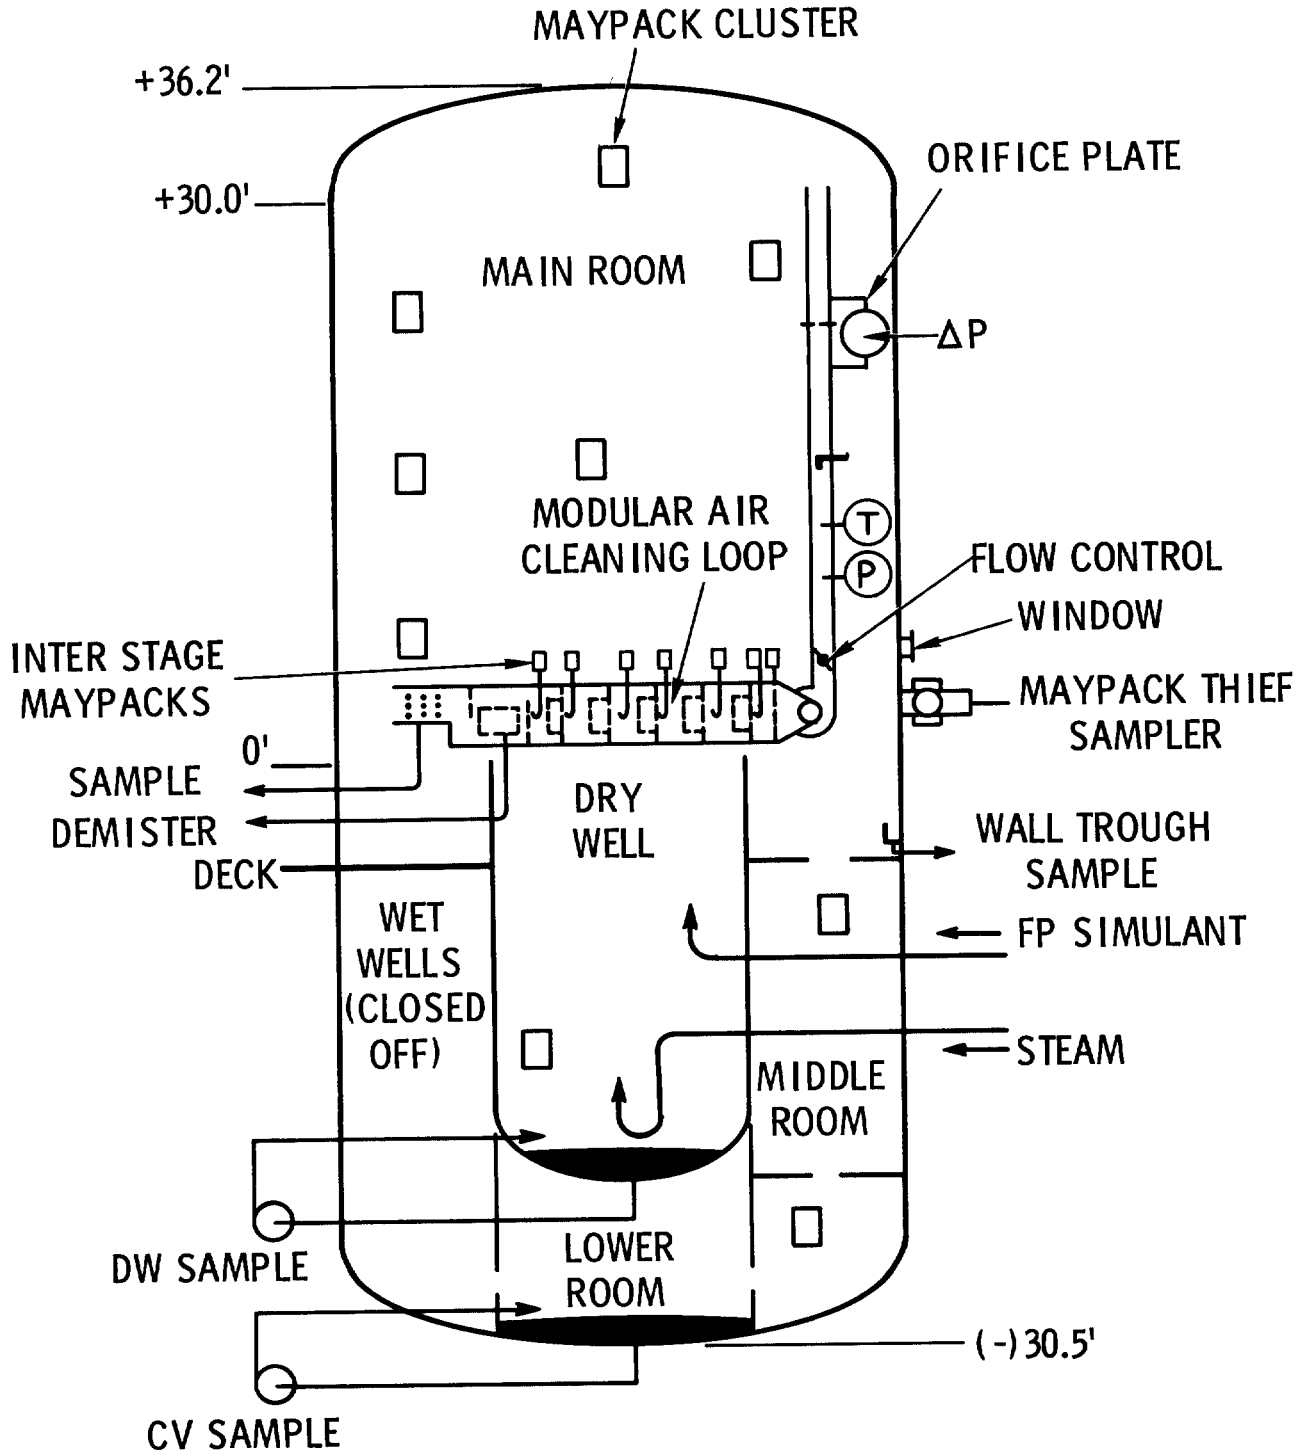 MAYPACK CLUSTER
+36.2'
ORIFICE PLATE
+30.0'
MAIN ROOM
ΔP
MODULAR AIR
CLEANING LOOP
T
P
FLOW CONTROL
WINDOW
INTER STAGE
MAYPACKS
MAYPACK THIEF
SAMPLER
0'
SAMPLE
DEMISTER
DECK
DRY
WELL
WALL TROUGH
SAMPLE
WET
WELLS
(CLOSED
OFF)
FP SIMULANT
STEAM
MIDDLE
ROOM
DW SAMPLE
LOWER
ROOM
(-)30.5'
CV SAMPLE